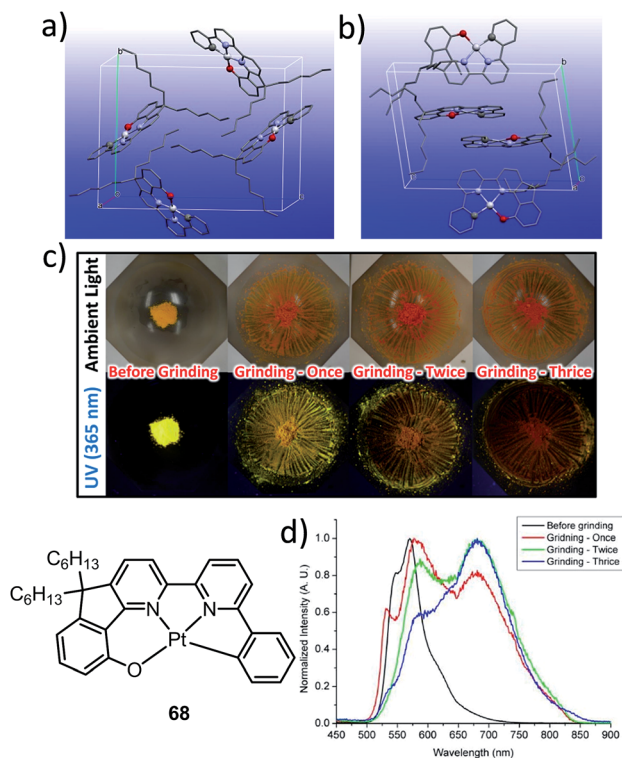 a)
b)
b
o
a
c
b
c
a
c)
Ambient Light
Before Grinding
Grinding - Once
Grinding - Twice
Grinding - Thrice
UV (365 nm)
C6H13
C6H13
N
N
Pt
O
68
d)
Before grinding
Gridning - Once
Grinding - Twice
Grinding - Thrice
Normalized Intensity (A. U.)
1.0
0.8
0.6
0.4
0.2
0.0
450 500 550 600 650 700 750 800 850 900
Wavelength (nm)